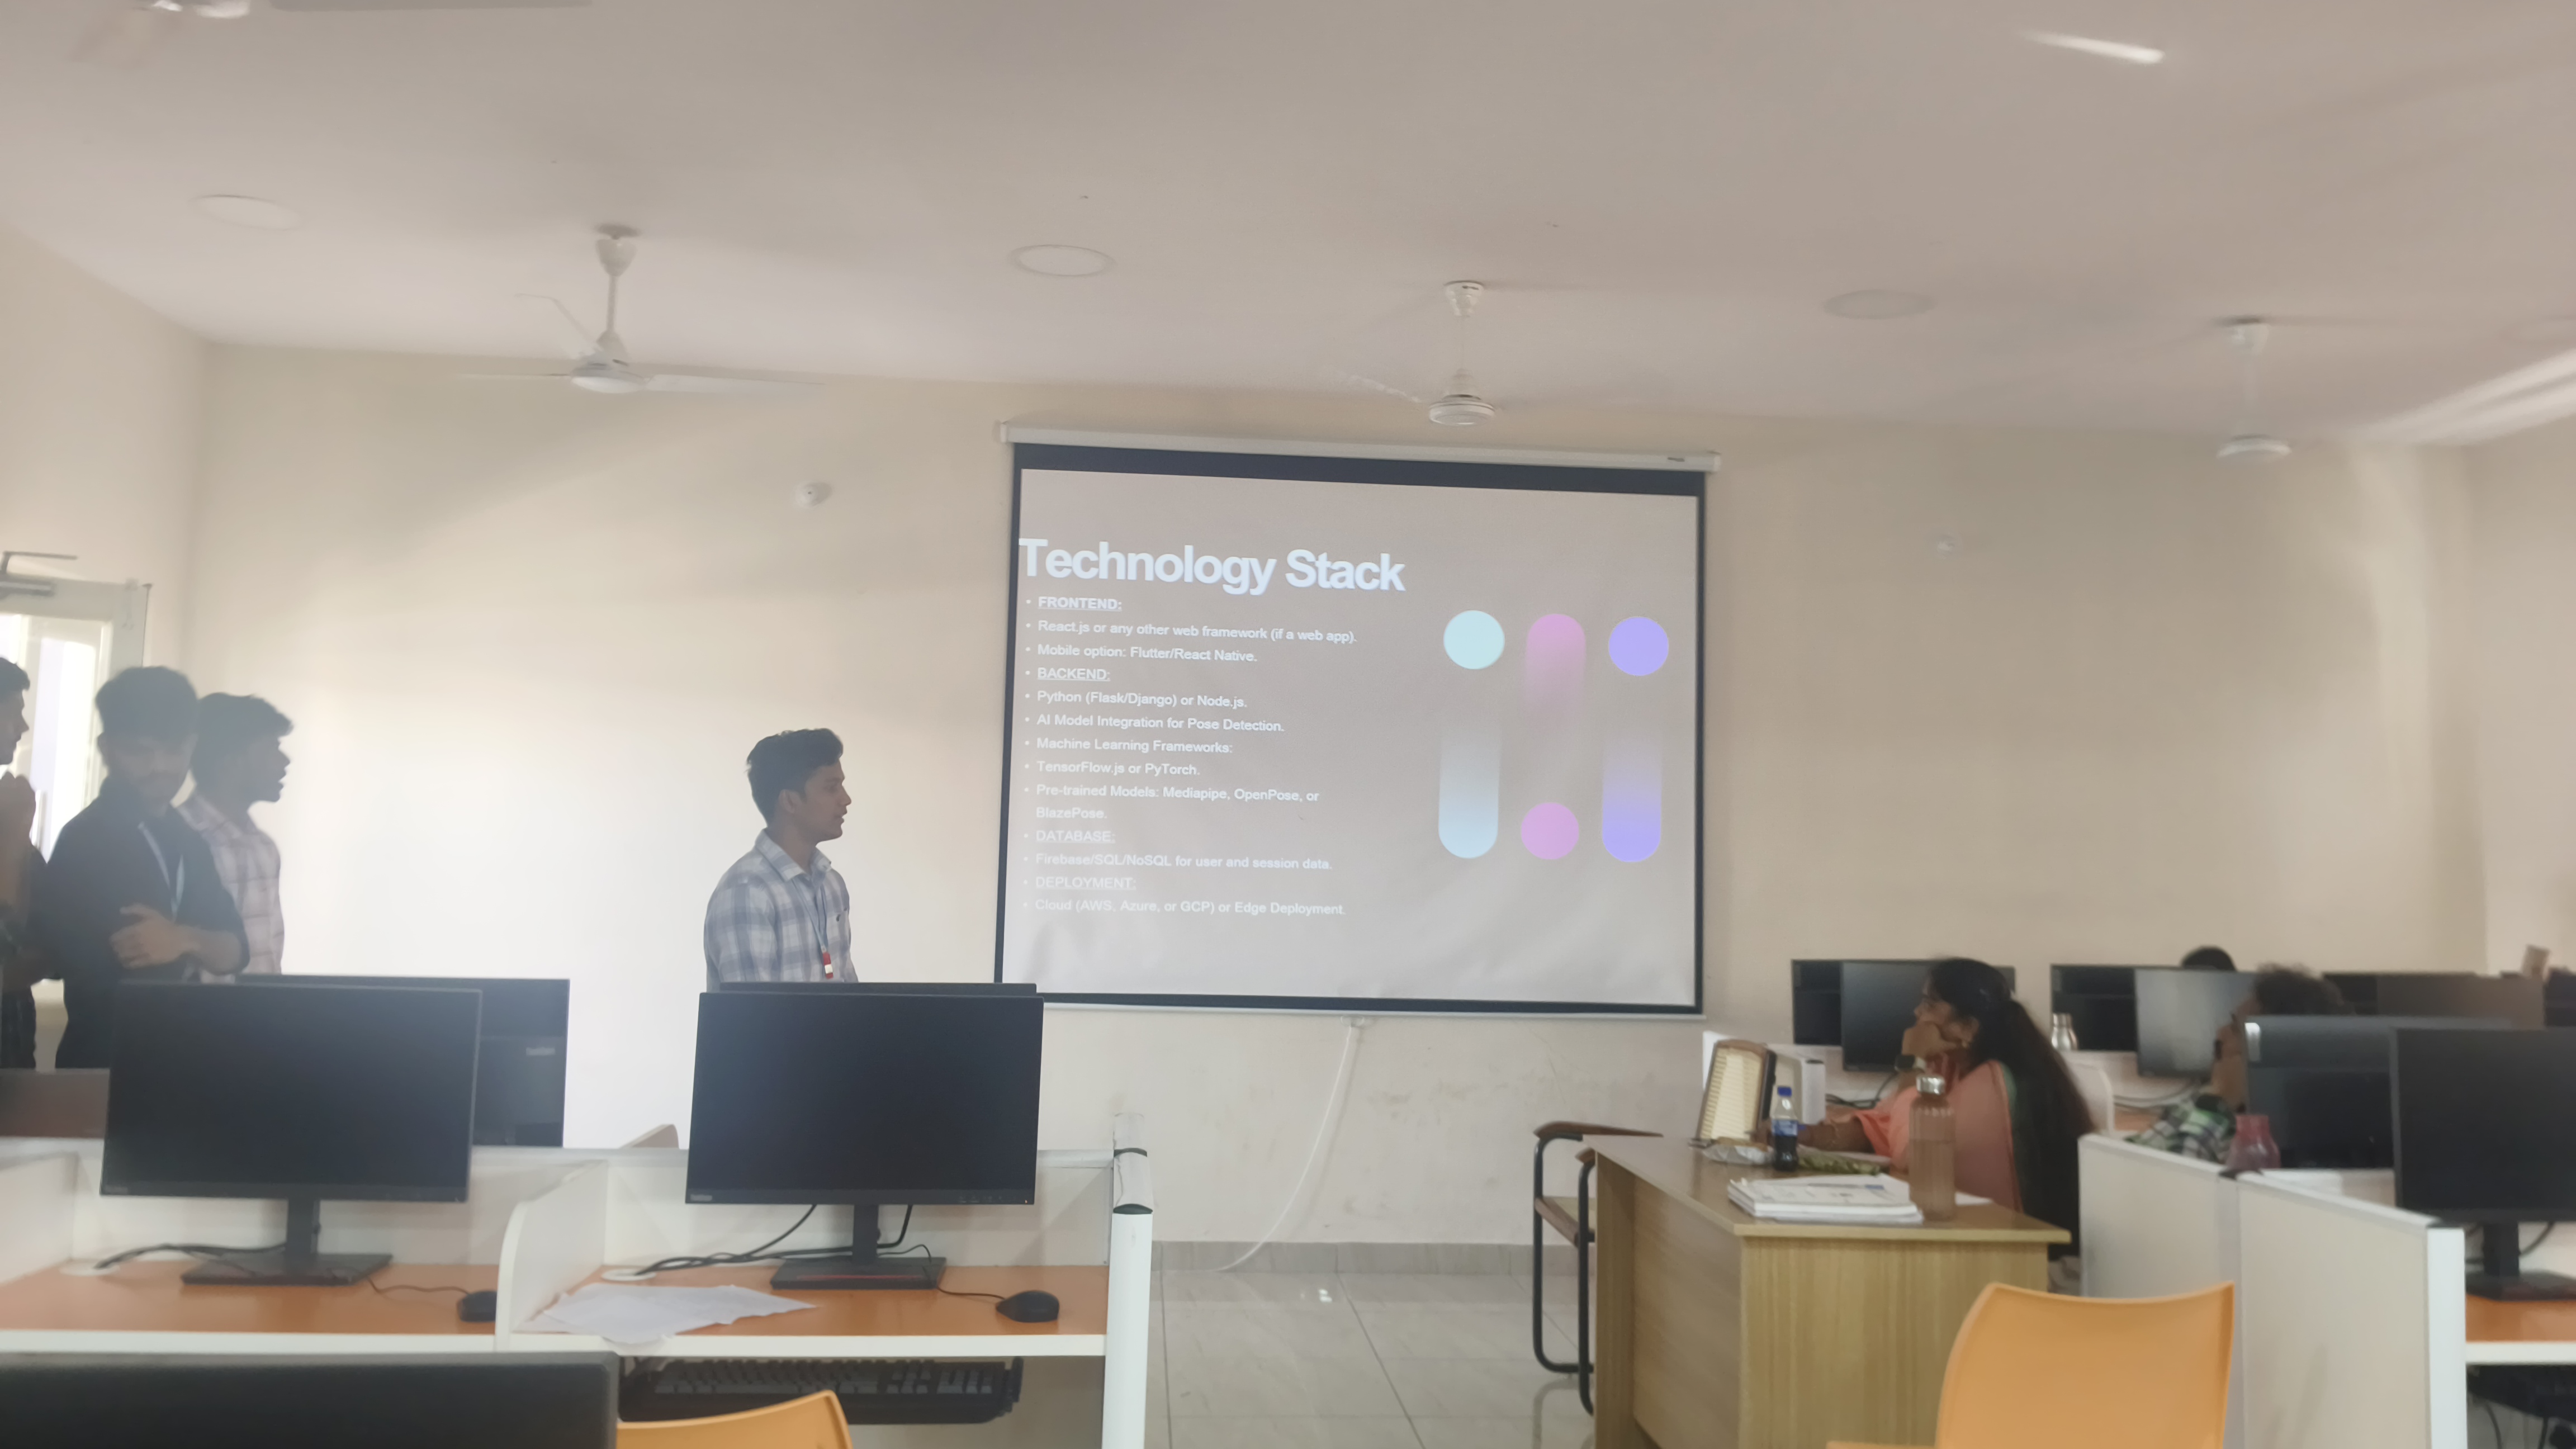 Technology Stack
• FRONTEND:
• React.js or any other web framework (if a web app).
• Mobile option: Flutter/React Native.
• BACKEND:
• Python (Flask/Django) or Node.js.
• AI Model Integration for Pose Detection.
• Machine Learning Frameworks:
• TensorFlow.js or PyTorch.
• Pre-trained Models: Mediapipe, OpenPose, or
BlazePose.
• DATABASE:
• Firebase/SQL/NoSQL for user and session data.
• DEPLOYMENT:
• Cloud (AWS, Azure, or GCP) or Edge Deployment.